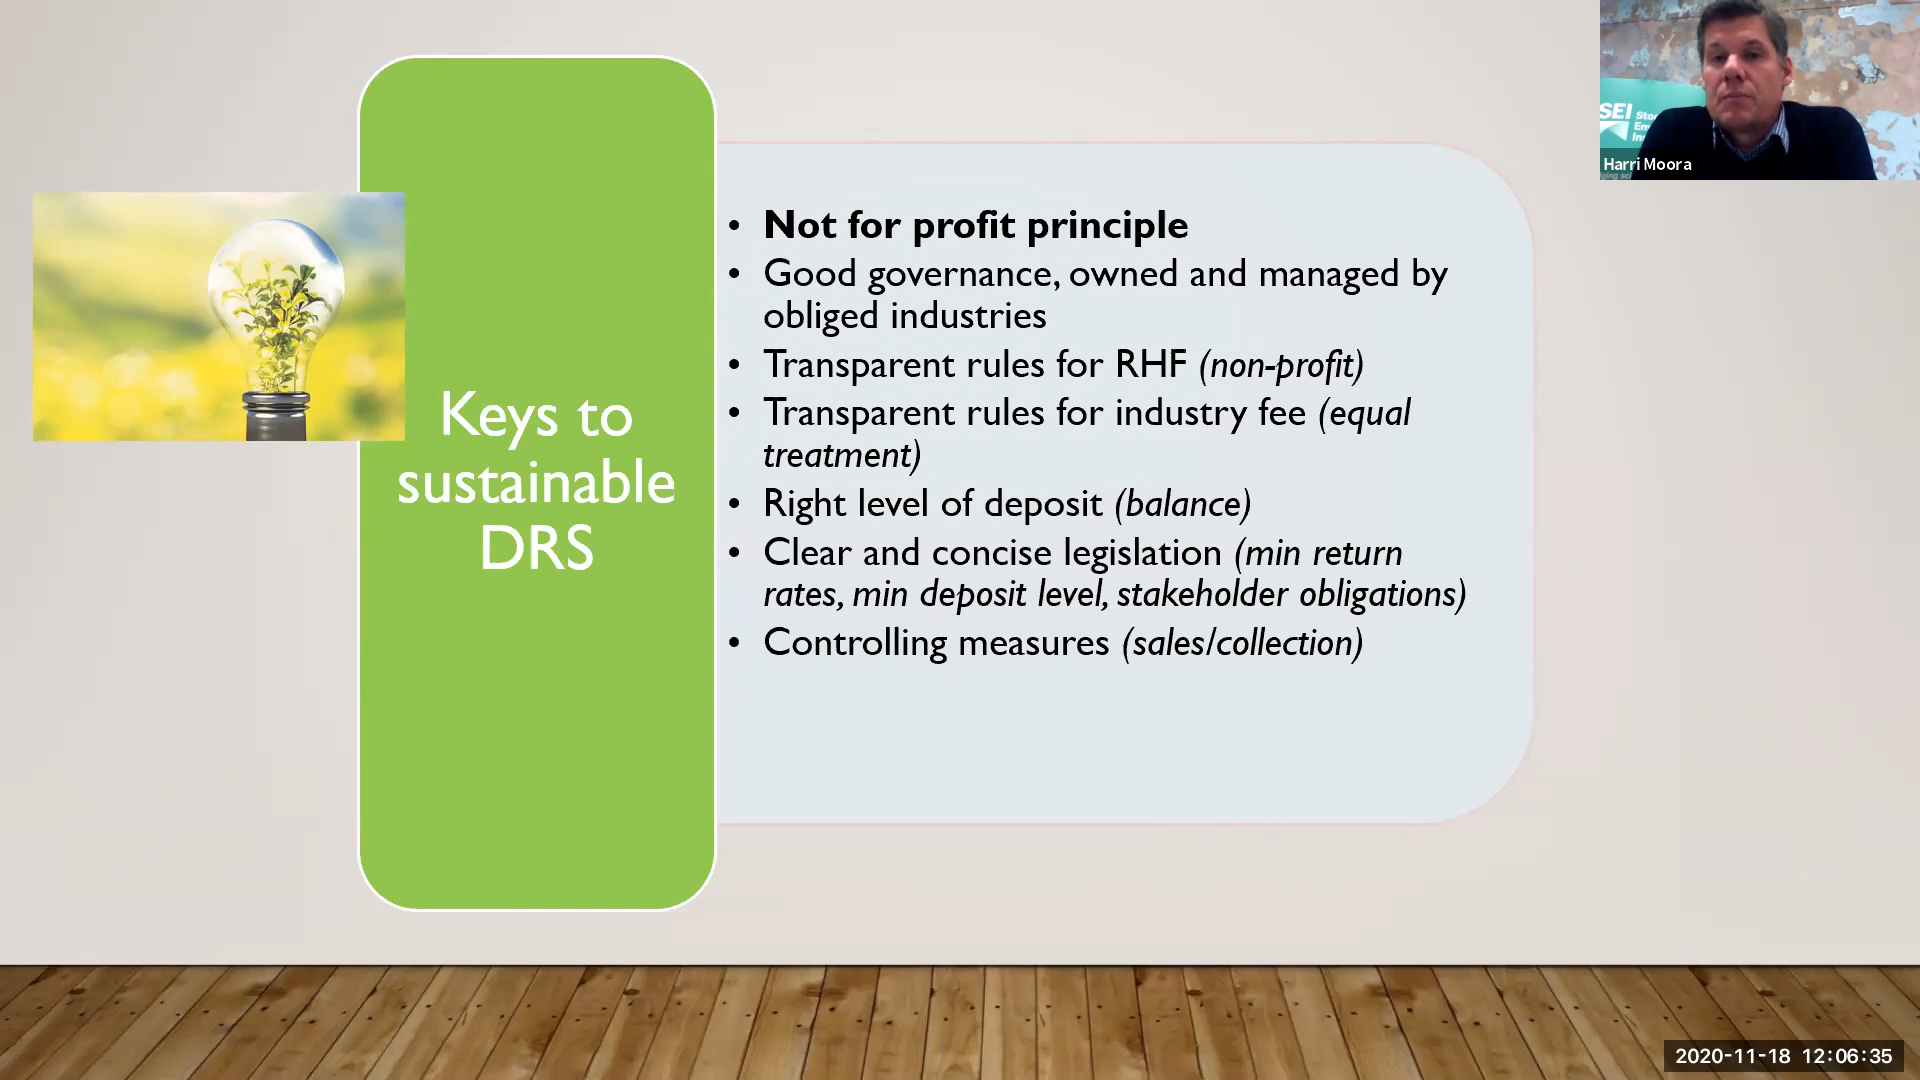 Keys to
sustainable
DRS
• Not for profit principle
• Good governance, owned and managed by
obliged industries
• Transparent rules for RHF (non-profit)
• Transparent rules for industry fee (equal
treatment)
• Right level of deposit (balance)
• Clear and concise legislation (min return
rates, min deposit level, stakeholder obligations)
• Controlling measures (sales/collection)
SEI
Harri Moora
2020-11-18 12:06:35